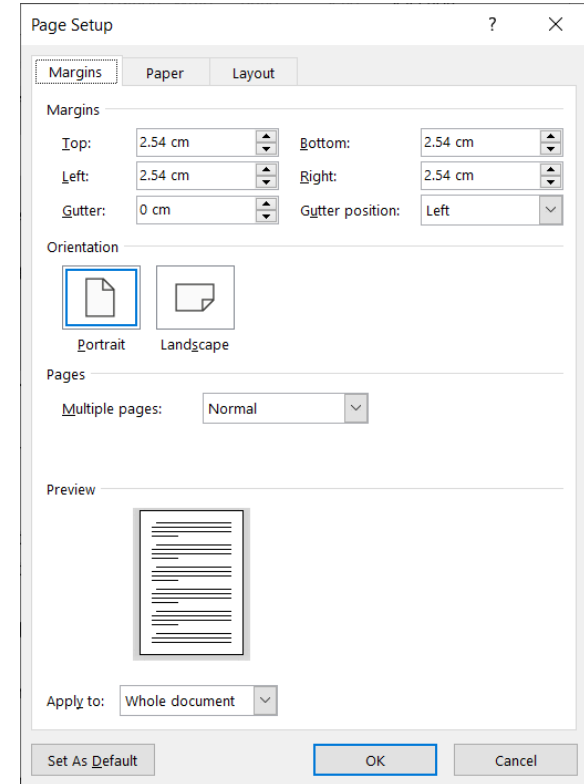 Page Setup ?
Margins Paper Layout
Margins
Top: 2.54 cm Bottom: 2.54 cm
Left: 2.54 cm Right: 2.54 cm
Gutter: 0 cm Gutter position: Left
Orientation
Portrait Landscape
Pages
Multiple pages: Normal
Preview
Apply to: Whole document
Set As Default OK Cancel